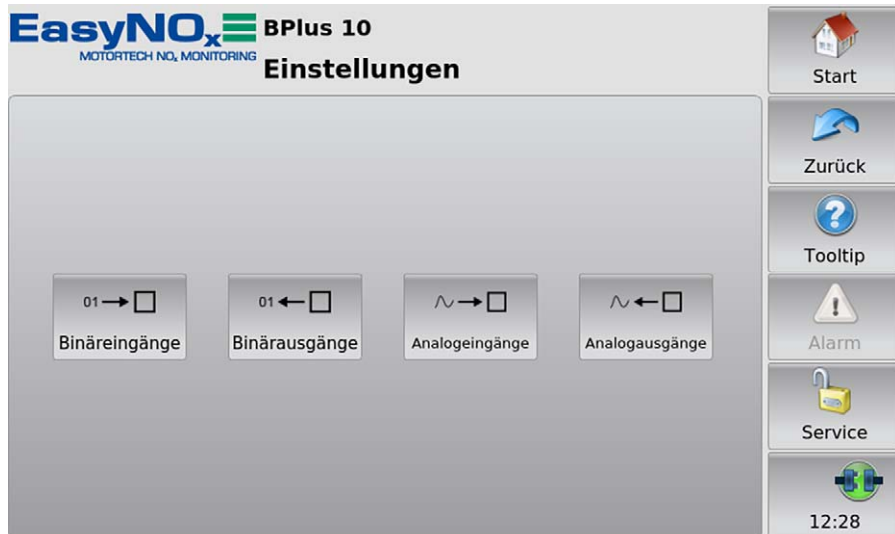 EasyNOx BPlus 10
MOTORTECH NOx MONITORING
Einstellungen
01 Binäreingänge
01 Binärausgänge
Analogeingänge
Analogausgänge
Start
Zurück
Tooltip
Alarm
Service
12:28